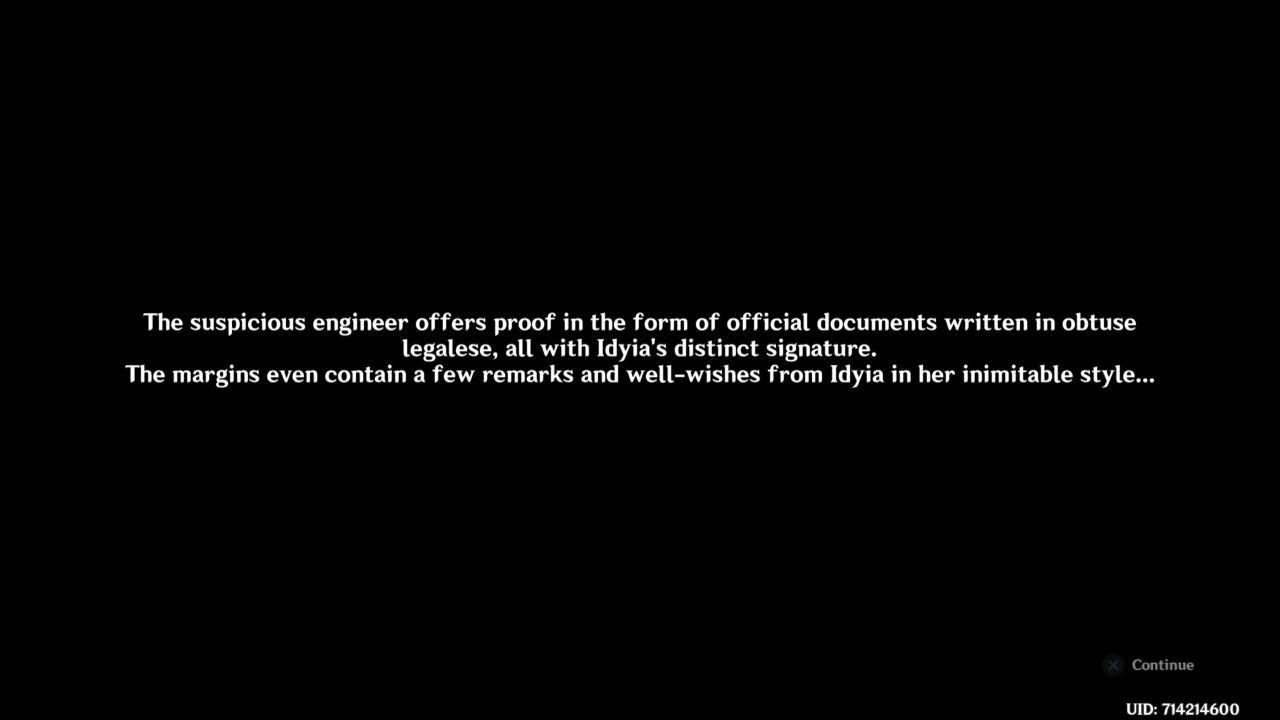 The suspicious engineer offers proof in the form of official documents written in obtuse
legalese, all with Idyia's distinct signature.
The margins even contain a few remarks and well-wishes from Idyia in her inimitable style...
Continue
UID: 714214600